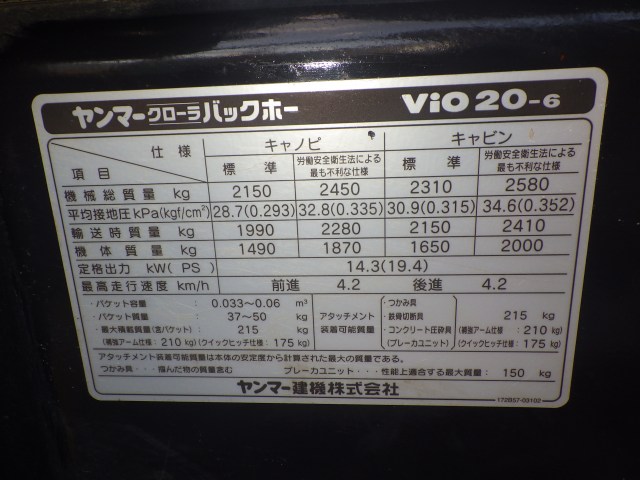 ヤンマークローラバックホー ViO20-6
仕様 キャノピ キャビン
項目 標準 労働安全衛生法による最も不利な仕様 標準 労働安全衛生法による最も不利な仕様
機械総質量 kg 2150 2450 2310 2580
平均接地圧 kPa(kgf/cm²) 28.7(0.293) 32.8(0.335) 30.9(0.315) 34.6(0.352)
輸送時質量 kg 1990 2280 2150 2410
機体質量 kg 1490 1870 1650 2000
定格出力 kW(PS) 14.3(19.4)
最高走行速度 km/h 前進 4.2 後進 4.2
・バケット容量 : 0.033~0.06 m³
・バケット質量 : 37~50 kg
・最大積載質量(含バケット) : 215 kg
(補強アーム仕様 : 210 kg) (クイックヒッチ仕様 : 175 kg)
アタッチメント装着可能質量
・つかみ具
・鉄骨切断具
・コンクリート圧砕具
(ブレーカユニット)
215 kg
(補強アーム仕様 : 210 kg)
(クイックヒッチ仕様 : 175 kg)
アタッチメント装着可能質量は本体の安定度から計算された最大の質量である。
つかみ具・・・掴んだ物の質量含む ブレーカユニット・・・性能上適合する最大質量 : 150 kg
ヤンマー建機株式会社
172B57-03102